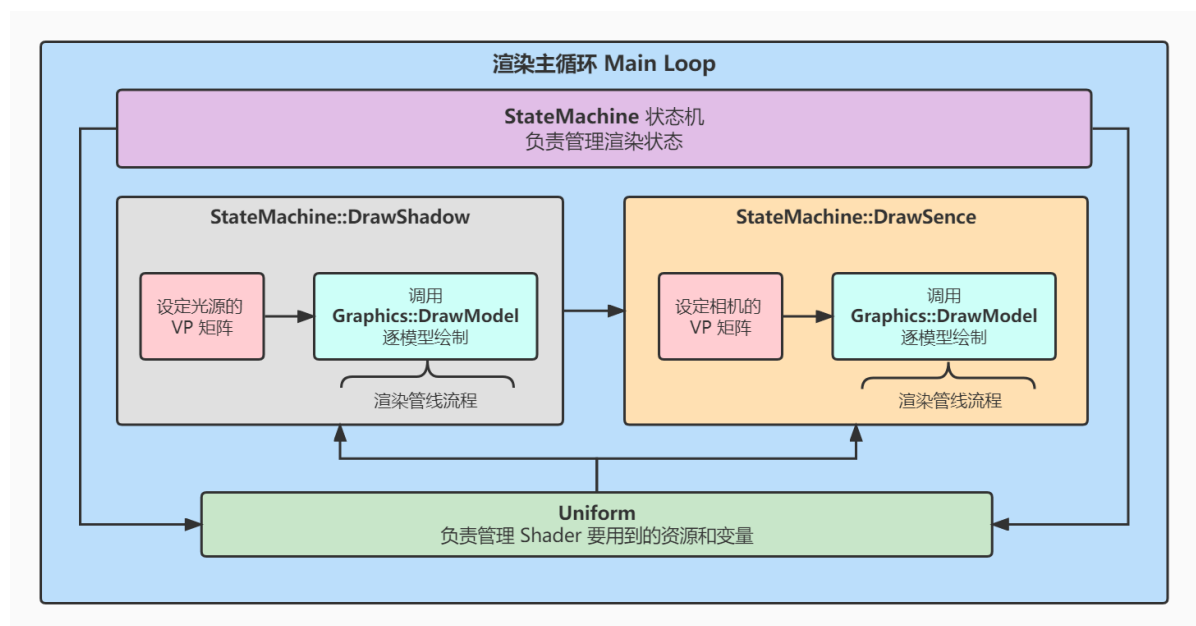 渲染主循环 Main Loop
StateMachine 状态机
负责管理渲染状态
StateMachine::DrawShadow
设定光源的
VP 矩阵
调用
Graphics::DrawModel
逐模型绘制
渲染管线流程
StateMachine::DrawSence
设定相机的
VP 矩阵
调用
Graphics::DrawModel
逐模型绘制
渲染管线流程
Uniform
负责管理 Shader 要用到的资源和变量